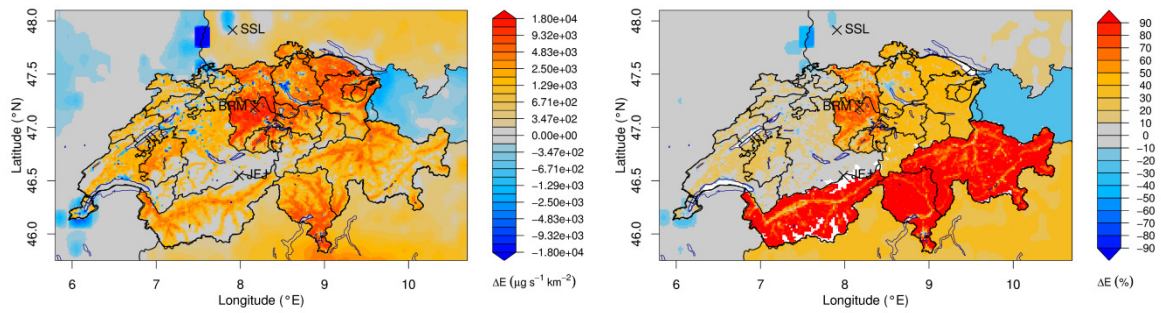 48.0
47.5
47.0
46.5
46.0
Latitude (°N)
SSL
BRM
JFJ
6 7 8 9 10
Longitude (°E)
1.80e+04
9.32e+03
4.83e+03
2.50e+03
1.29e+03
6.71e+02
0.00e+00
-3.47e+02
-6.71e+02
-1.29e+03
-2.50e+03
-4.83e+03
-9.32e+03
-1.80e+04
ΔE (μg s⁻¹ km⁻²)
48.0
47.5
47.0
46.5
46.0
Latitude (°N)
SSL
BRM
JFJ
6 7 8 9 10
Longitude (°E)
90
80
70
60
50
40
30
20
10
0
-10
-20
-30
-40
-50
-60
-70
-80
-90
ΔE (%)